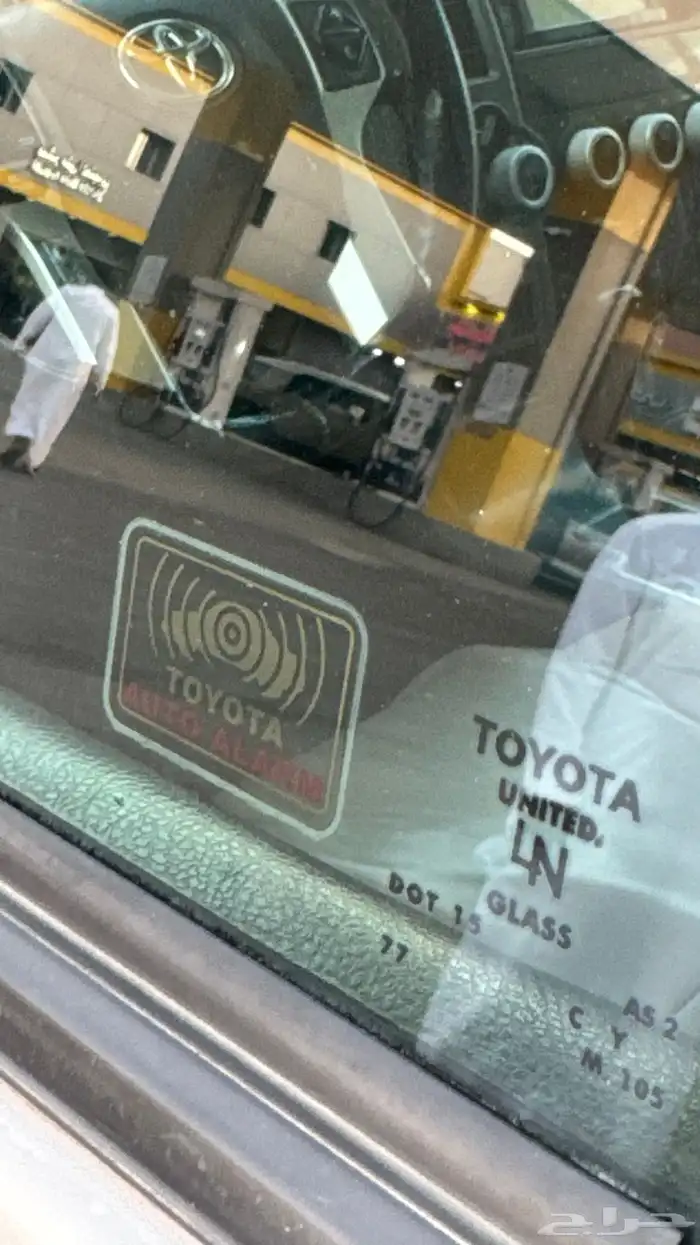 TOYOTA
AUTO ALARM
TOYOTA
UNITED.
LN
GLASS
DOT 15
77
AS 2
C Y
M 105
حراج